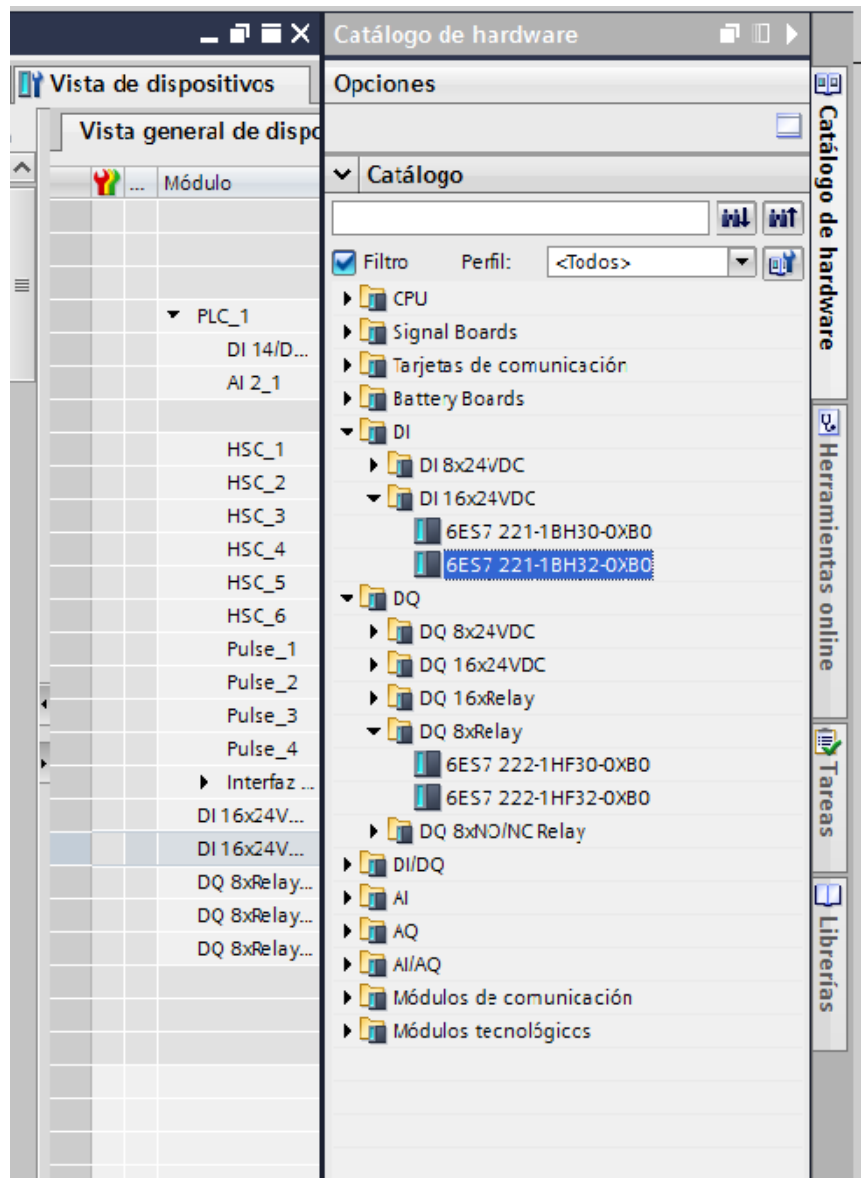 Catálogo de hardware
Vista de dispositivos
Opciones
Vista general de dispo
... Módulo
Catálogo
Filtro Perfil: <Todos>
PLC_1
DI 14/D...
AI 2_1
HSC_1
HSC_2
HSC_3
HSC_4
HSC_5
HSC_6
Pulse_1
Pulse_2
Pulse_3
Pulse_4
Interfaz ...
DI 16x24V...
DI 16x24V...
DQ 8xRelay...
DQ 8xRelay...
DQ 8xRelay...
CPU
Signal Boards
Tarjetas de comunicación
Battery Boards
DI
DI 8x24VDC
DI 16x24VDC
6ES7 221-1BH30-0XB0
6ES7 221-1BH32-0XB0
DQ
DQ 8x24VDC
DQ 16x24VDC
DQ 16xRelay
DQ 8xRelay
6ES7 222-1HF30-0XB0
6ES7 222-1HF32-0XB0
DQ 8xNO/NC Relay
DI/DQ
AI
AQ
AI/AQ
Módulos de comunicación
Módulos tecnológicos
Catálogo de hardware
Herramientas online
Tareas
Librerías